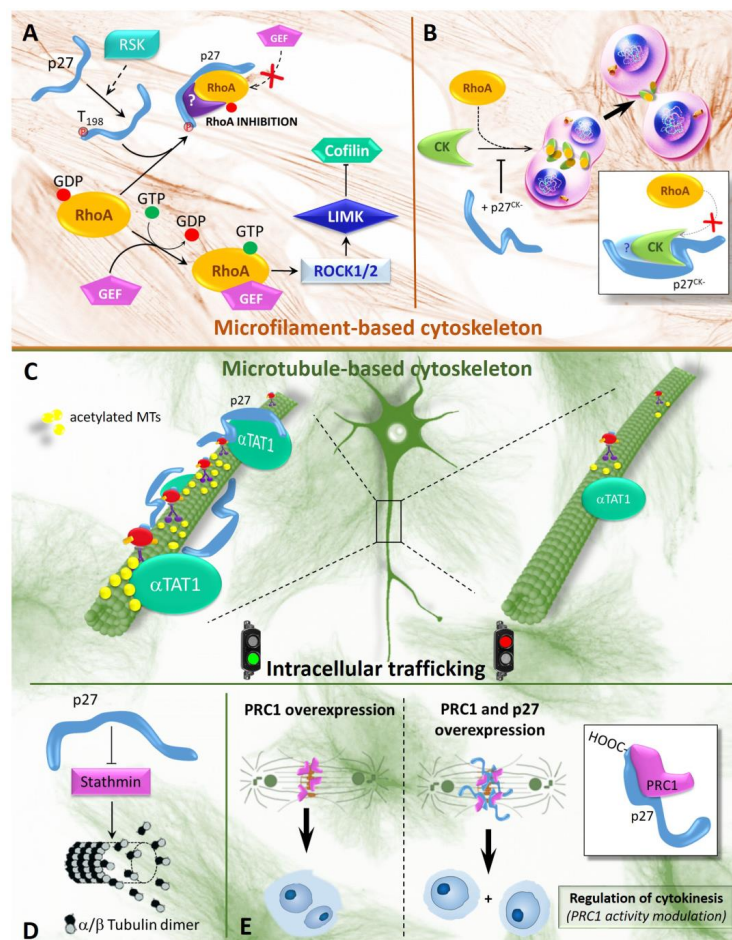 A
RSK
p27
T198
P
p27
GEF
RhoA
?
P
RhoA INHIBITION
GDP
RhoA
GTP
GDP
GEF
GTP
RhoA
GEF
ROCK1/2
LIMK
Cofilin
B
RhoA
CK
+ p27CK-
RhoA
?
CK
p27CK-
Microfilament-based cytoskeleton
C
Microtubule-based cytoskeleton
acetylated MTs
p27
αTAT1
αTAT1
αTAT1
Intracellular trafficking
p27
Stathmin
D
α/β Tubulin dimer
PRC1 overexpression
PRC1 and p27
overexpression
+
HOOC
PRC1
p27
E
Regulation of cytokinesis
(PRC1 activity modulation)